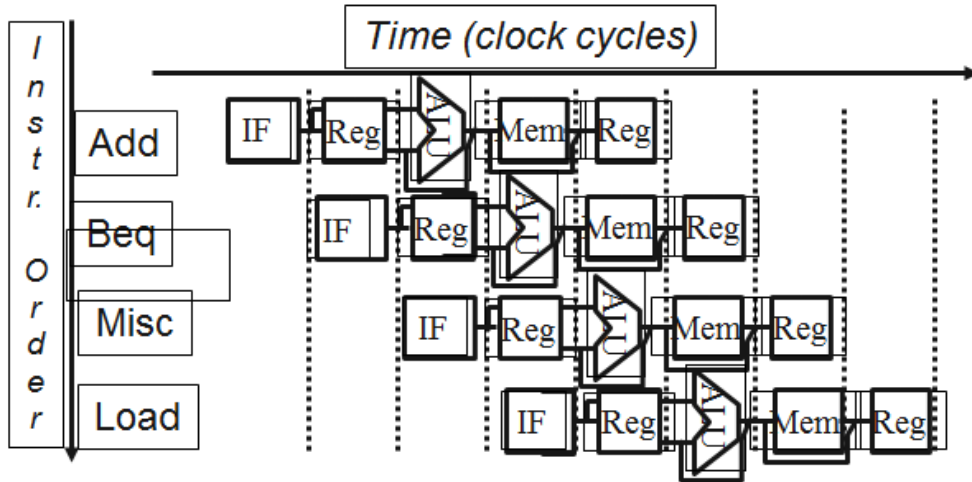 Time (clock cycles)
Instr. Order
Add
IF Reg ALU Mem Reg
Beq
IF Reg ALU Mem Reg
Misc
IF Reg ALU Mem Reg
Load
IF Reg ALU Mem Reg